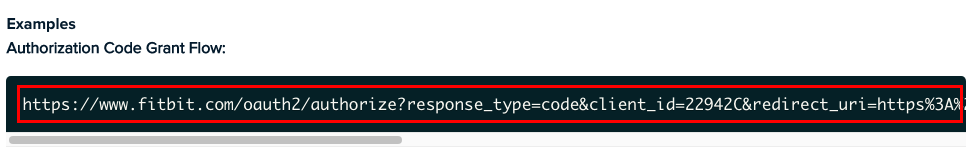 Examples
Authorization Code Grant Flow:
https://www.fitbit.com/oauth2/authorize?response_type=code&client_id=22942C&redirect_uri=https%3A%